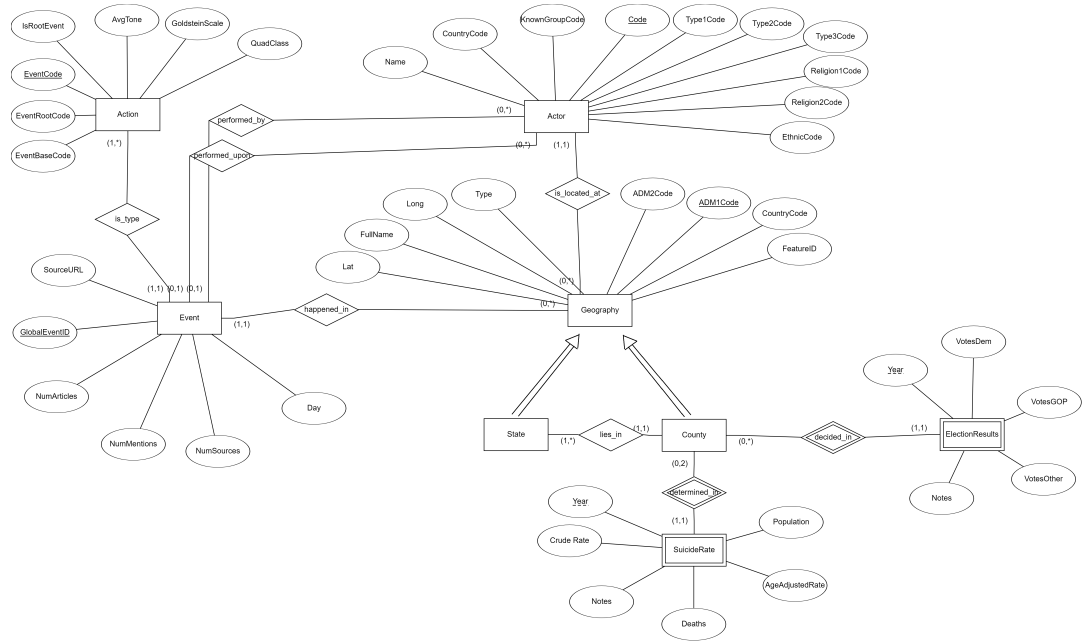 IsRootEvent
AvgTone
GoldsteinScale
QuadClass
EventCode
EventRootCode
EventBaseCode
Action
(1,*)
is_type
performed_by
performed_upon
(0,*)
(0,*)
Name
CountryCode
KnownGroupCode
Code
Type1Code
Type2Code
Type3Code
Religion1Code
Religion2Code
EthnicCode
Actor
(1,1)
is_located_at
(0,*)
Lat
FullName
Long
Type
ADM2Code
ADM1Code
CountryCode
FeatureID
Geography
(0,*)
happened_in
(1,1)
(1,1)
(0,1)
(0,1)
Event
SourceURL
GlobalEventID
NumArticles
NumMentions
NumSources
Day
State
(1,*)
lies_in
(1,1)
County
(0,*)
decided_in
(1,1)
ElectionResults
Year
VotesDem
VotesGOP
VotesOther
Notes
(0,2)
determined_in
(1,1)
SuicideRate
Year
Crude Rate
Notes
Deaths
AgeAdjustedRate
Population